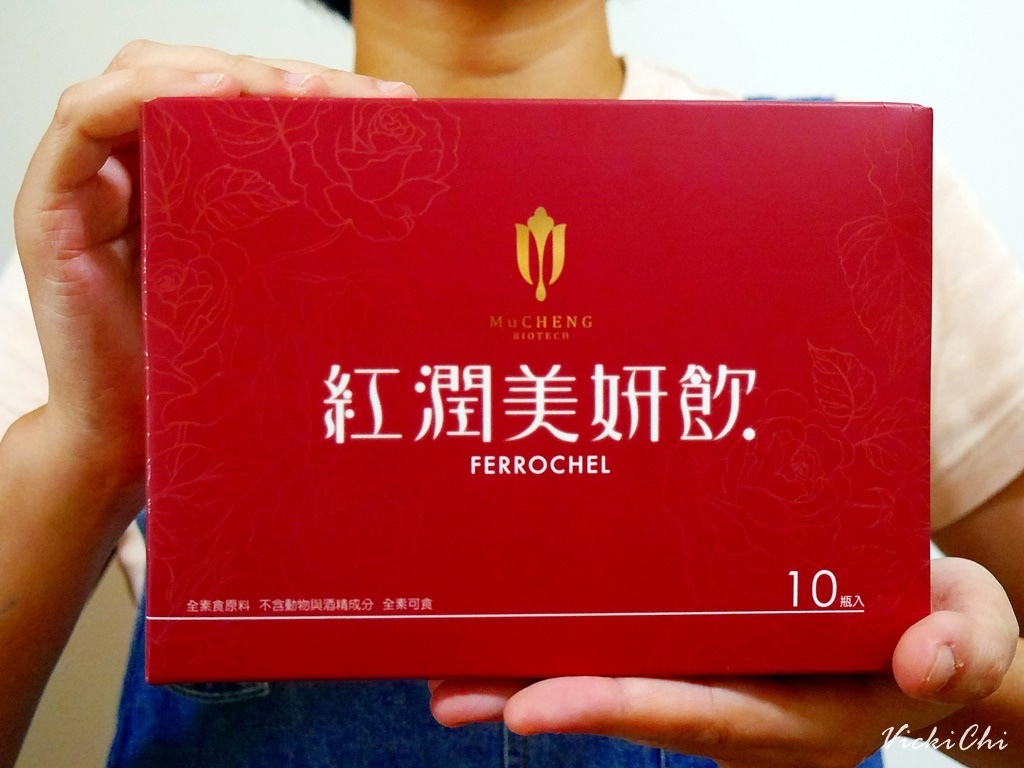 MuCHENG
BIOTECH
紅潤美妍飲
FERROCHEL
10瓶入
全素食原料 不含動物與酒精成分 全素可食
VickiChi